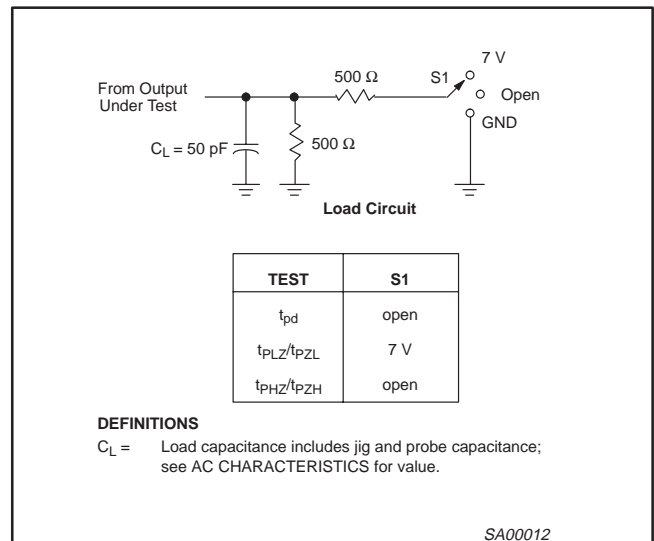 7 V
500 Ω
S1
From Output
Under Test
Open
GND
C_L = 50 pF
500 Ω
Load Circuit
TEST S1
t_pd open
t_PLZ/t_PZL 7 V
t_PHZ/t_PZH open
DEFINITIONS
C_L = Load capacitance includes jig and probe capacitance;
see AC CHARACTERISTICS for value.
SA00012